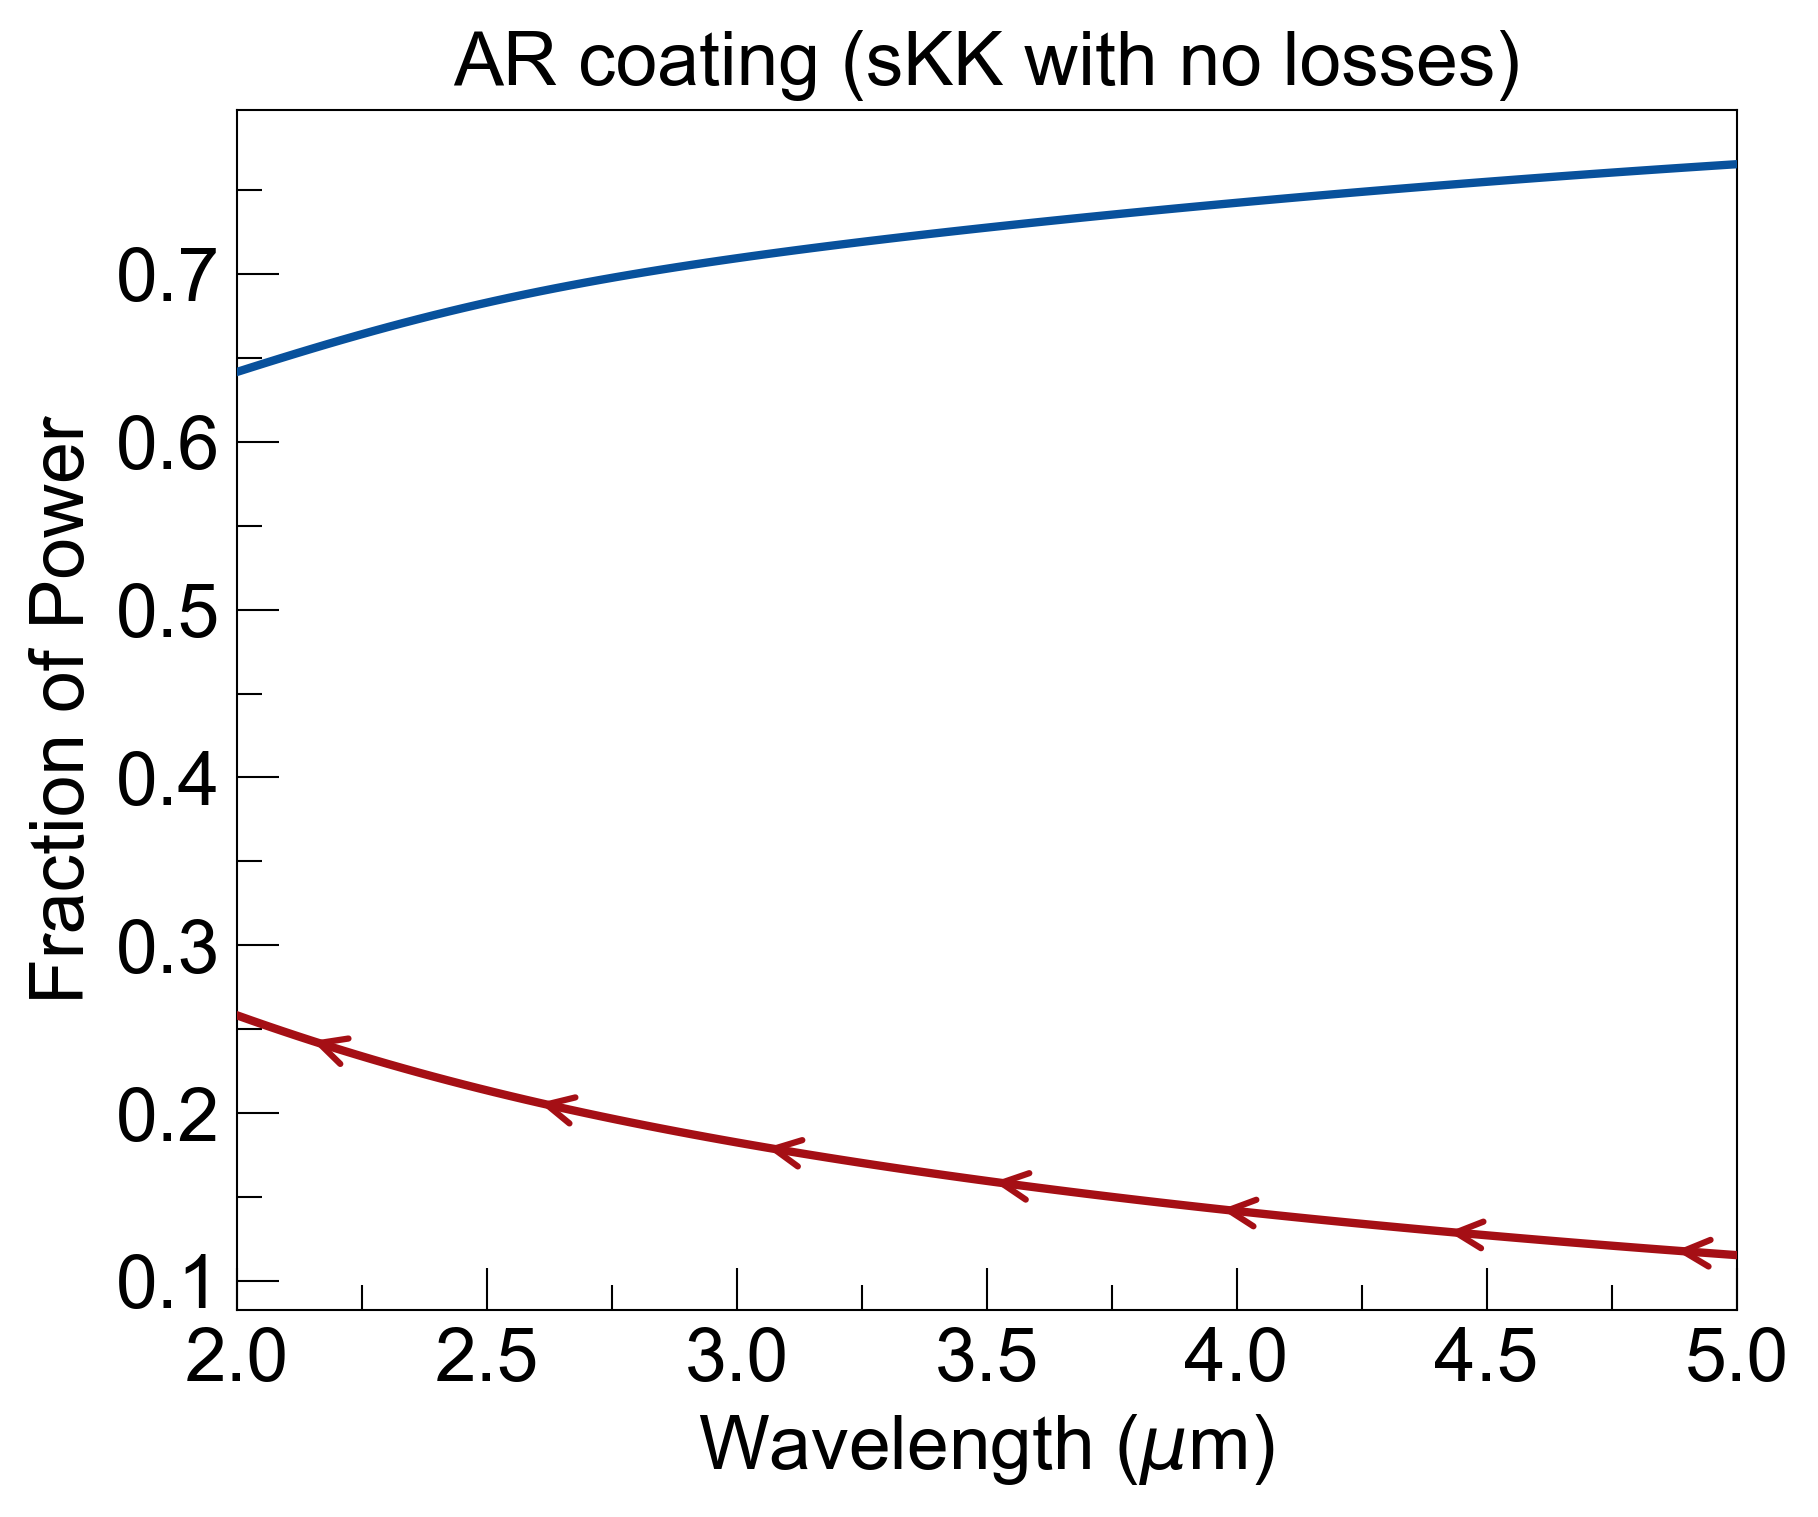 AR coating (sKK with no losses)
Fraction of Power
0.7
0.6
0.5
0.4
0.3
0.2
0.1
2.0 2.5 3.0 3.5 4.0 4.5 5.0
Wavelength (μm)